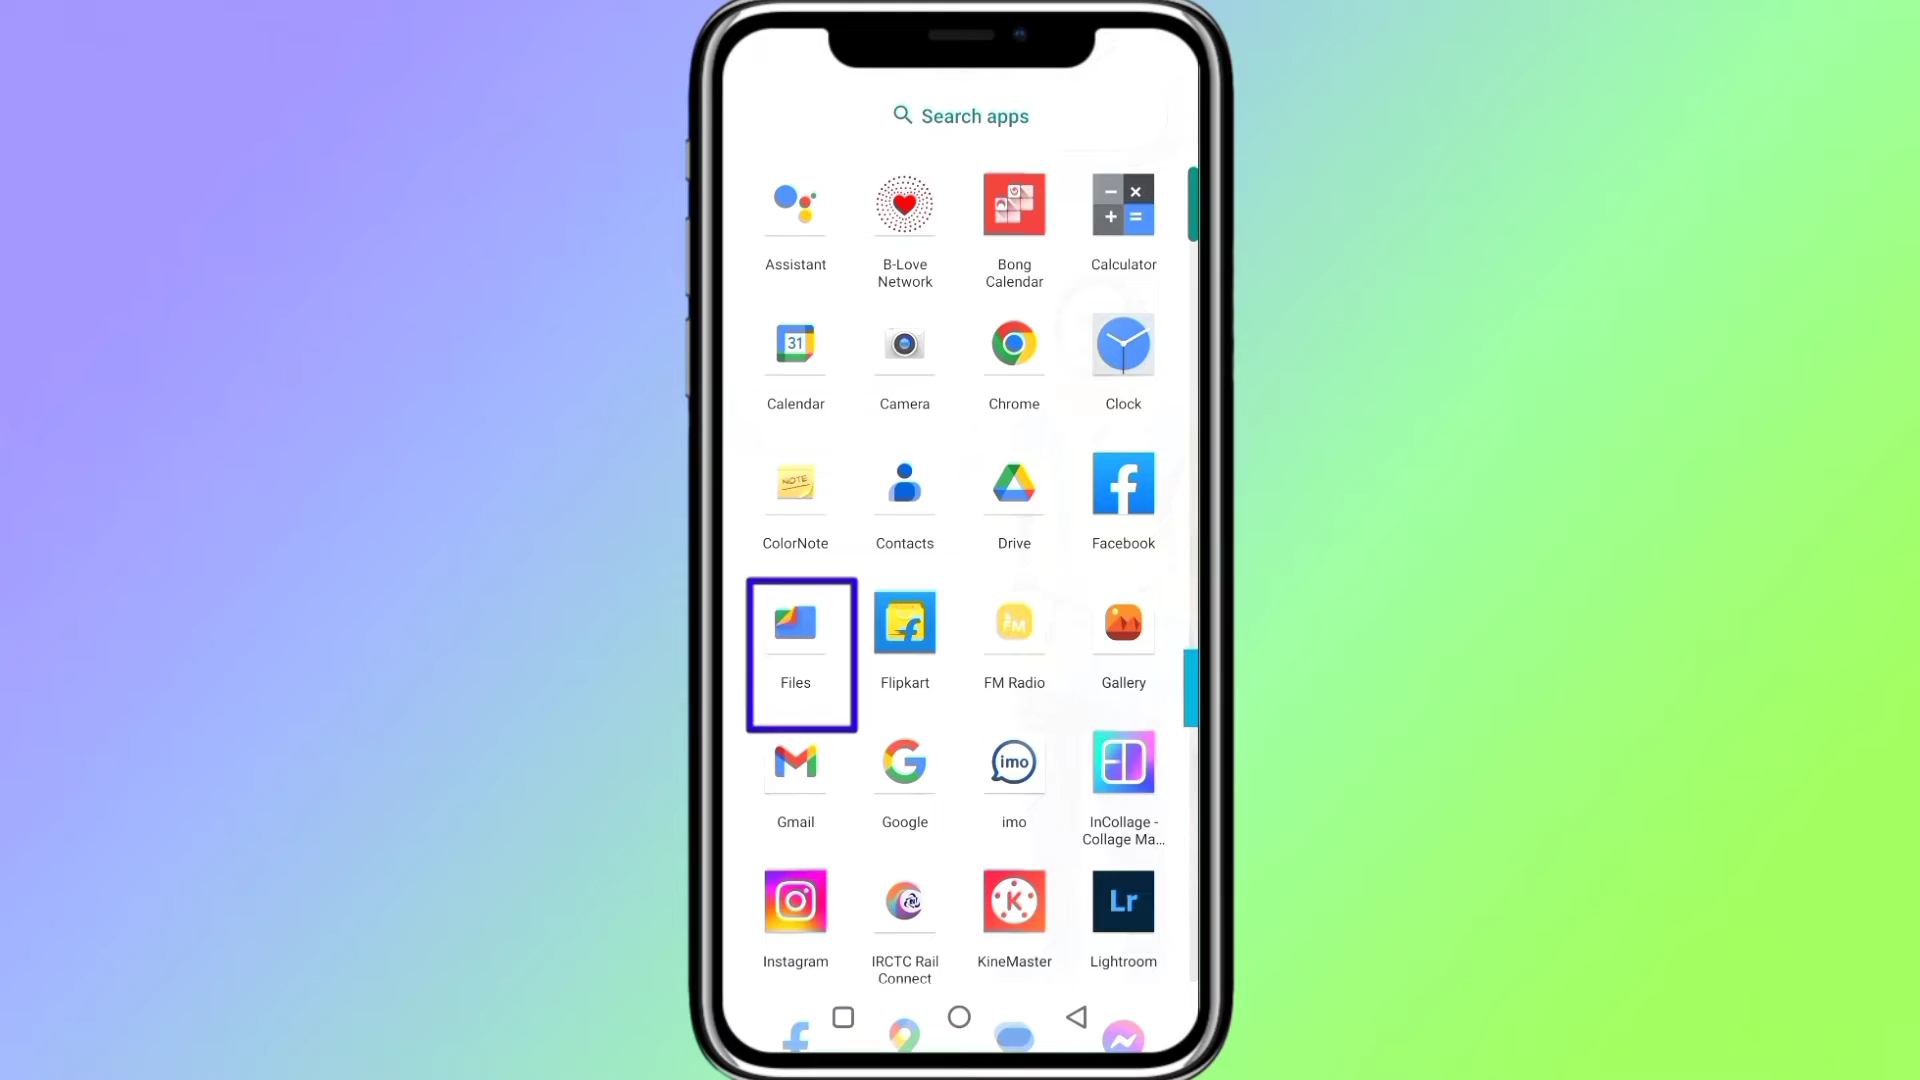 Search apps
Assistant
B-Love
Network
Bong
Calendar
Calculator
31
Calendar
Camera
Chrome
Clock
NOTE
ColorNote
Contacts
Drive
Facebook
Files
Flipkart
FM
FM Radio
Gallery
Gmail
Google
imo
imo
InCollage -
Collage Ma...
Instagram
IRCTC Rail
Connect
K
KineMaster
Lr
Lightroom